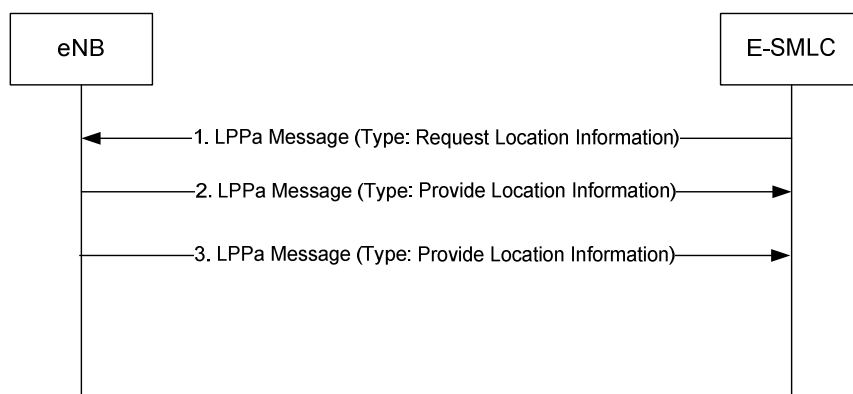 eNB
E-SMLC
1. LPPa Message (Type: Request Location Information)
2. LPPa Message (Type: Provide Location Information)
3. LPPa Message (Type: Provide Location Information)